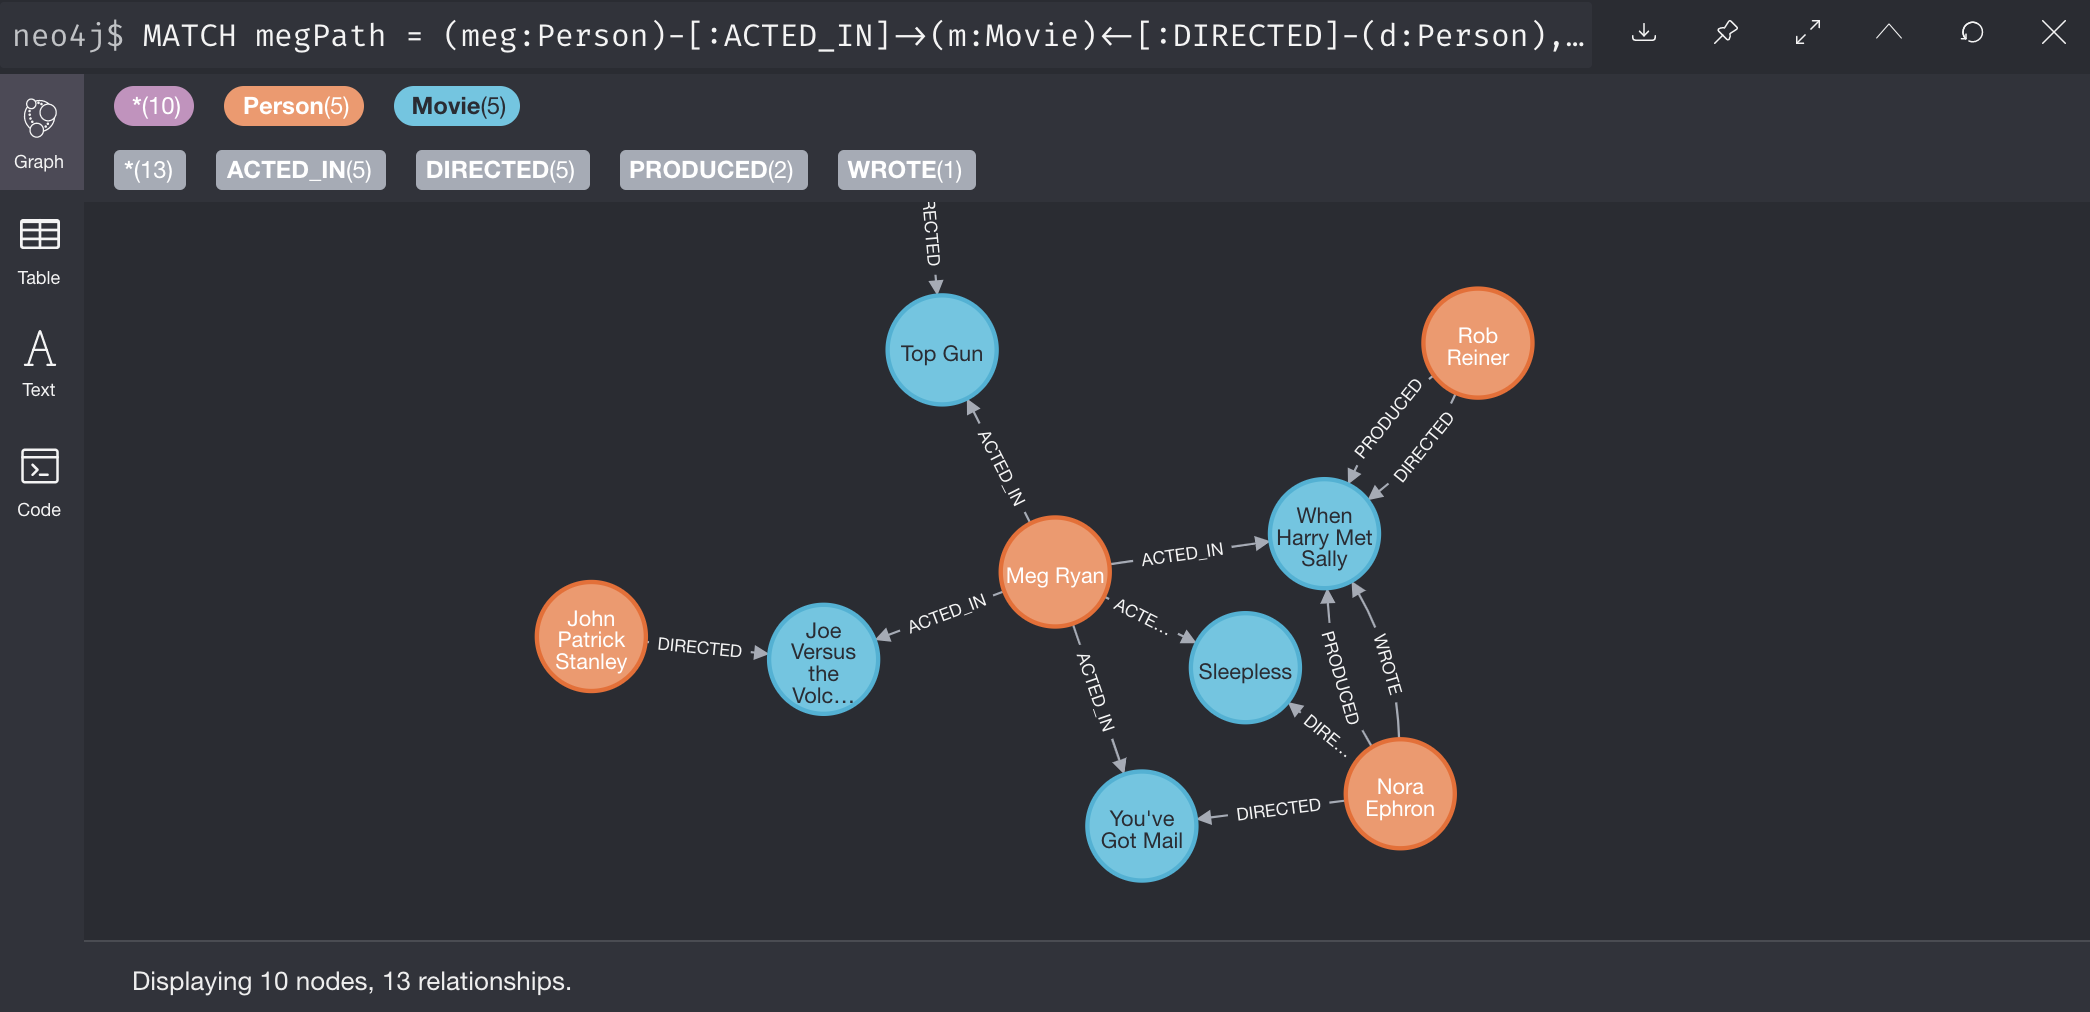 neo4j$ MATCH megPath = (meg:Person)-[:ACTED_IN]→(m:Movie)←[:DIRECTED]-(d:Person),…
*(10) Person(5) Movie(5)
*(13) ACTED_IN(5) DIRECTED(5) PRODUCED(2) WROTE(1)
Graph
Table
Text
Code
RECTED
Top Gun
Rob
Reiner
PRODUCED
DIRECTED
ACTED_IN
When
Harry Met
Sally
ACTED_IN
Meg Ryan
ACTED_IN
ACTE…
John
Patrick
Stanley
DIRECTED
Joe
Versus
the
Volc…
Sleepless
PRODUCED
WROTE
ACTED_IN
DIRE…
Nora
Ephron
DIRECTED
You've
Got Mail
Displaying 10 nodes, 13 relationships.